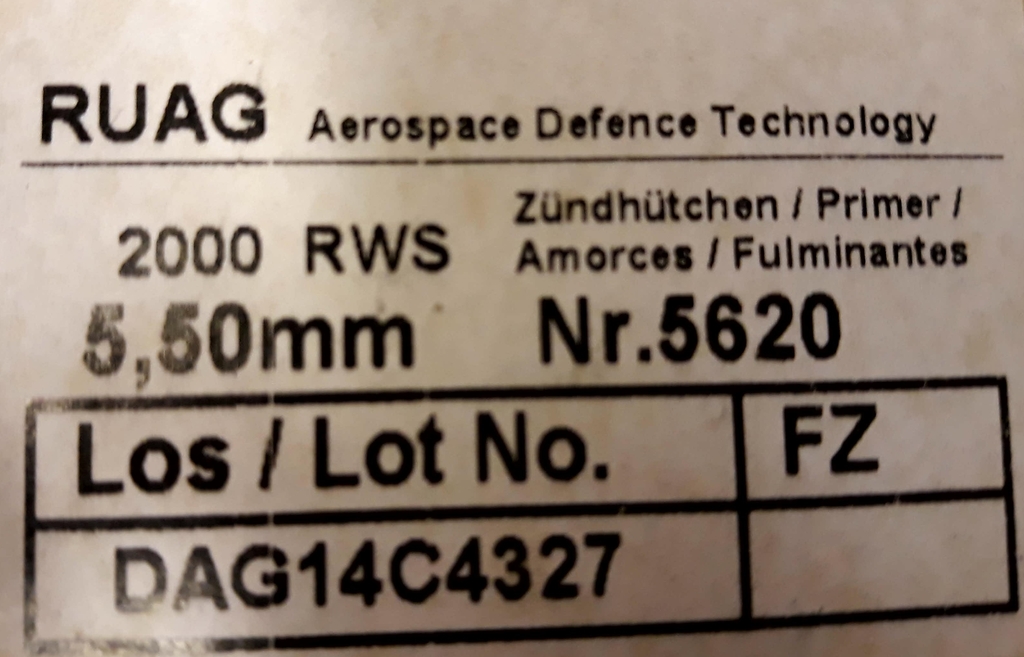 RUAG Aerospace Defence Technology
2000 RWS Zündhütchen / Primer /
Amorces / Fulminantes
5,50mm Nr.5620
Los / Lot No. FZ
DAG14C4327